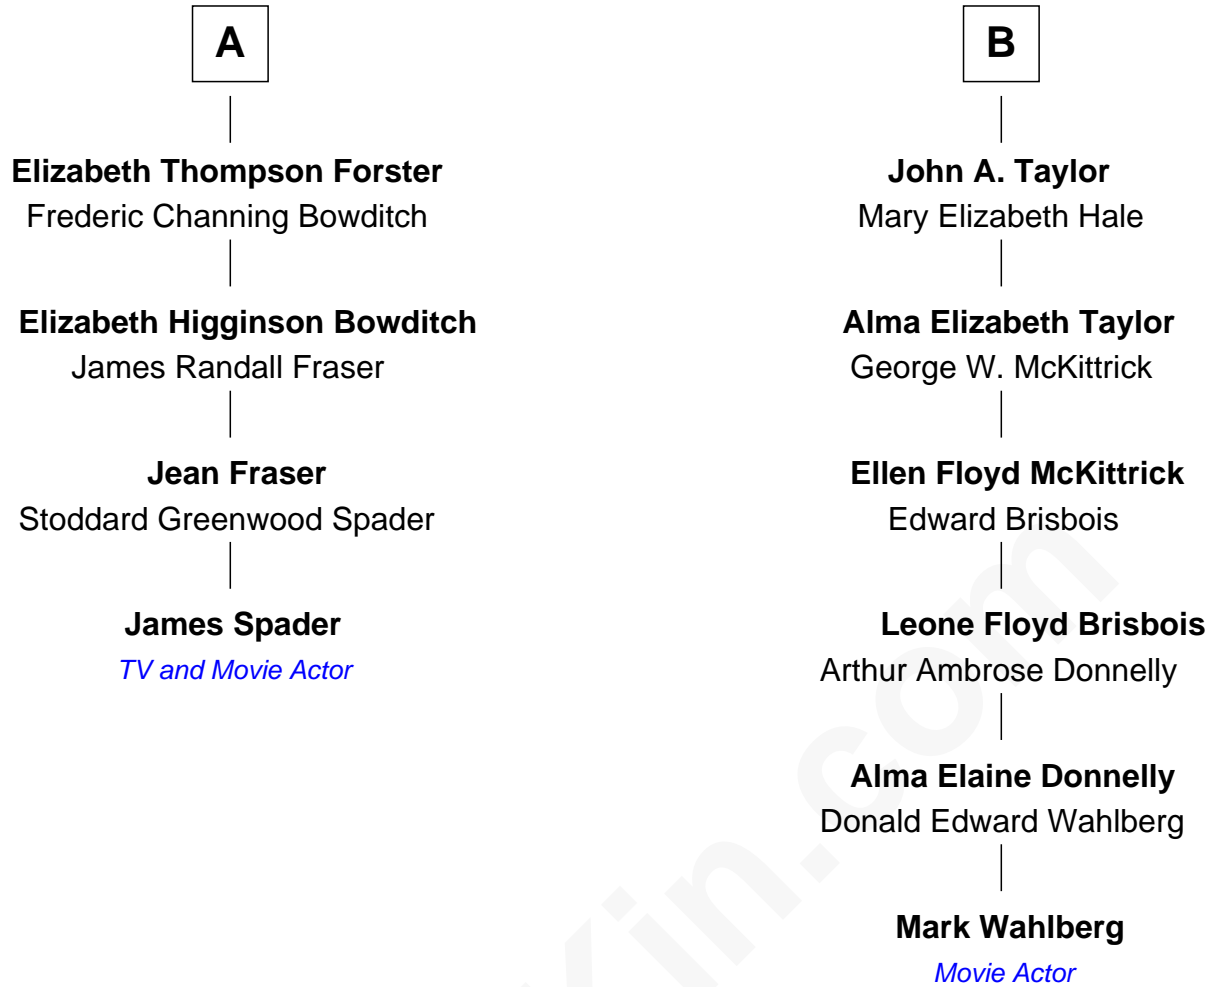 A
Elizabeth Thompson Forster
Frederic Channing Bowditch
Elizabeth Higginson Bowditch
James Randall Fraser
Jean Fraser
Stoddard Greenwood Spader
James Spader
TV and Movie Actor
B
John A. Taylor
Mary Elizabeth Hale
Alma Elizabeth Taylor
George W. McKittrick
Ellen Floyd McKittrick
Edward Brisbois
Leone Floyd Brisbois
Arthur Ambrose Donnelly
Alma Elaine Donnelly
Donald Edward Wahlberg
Mark Wahlberg
Movie Actor
Kin.com